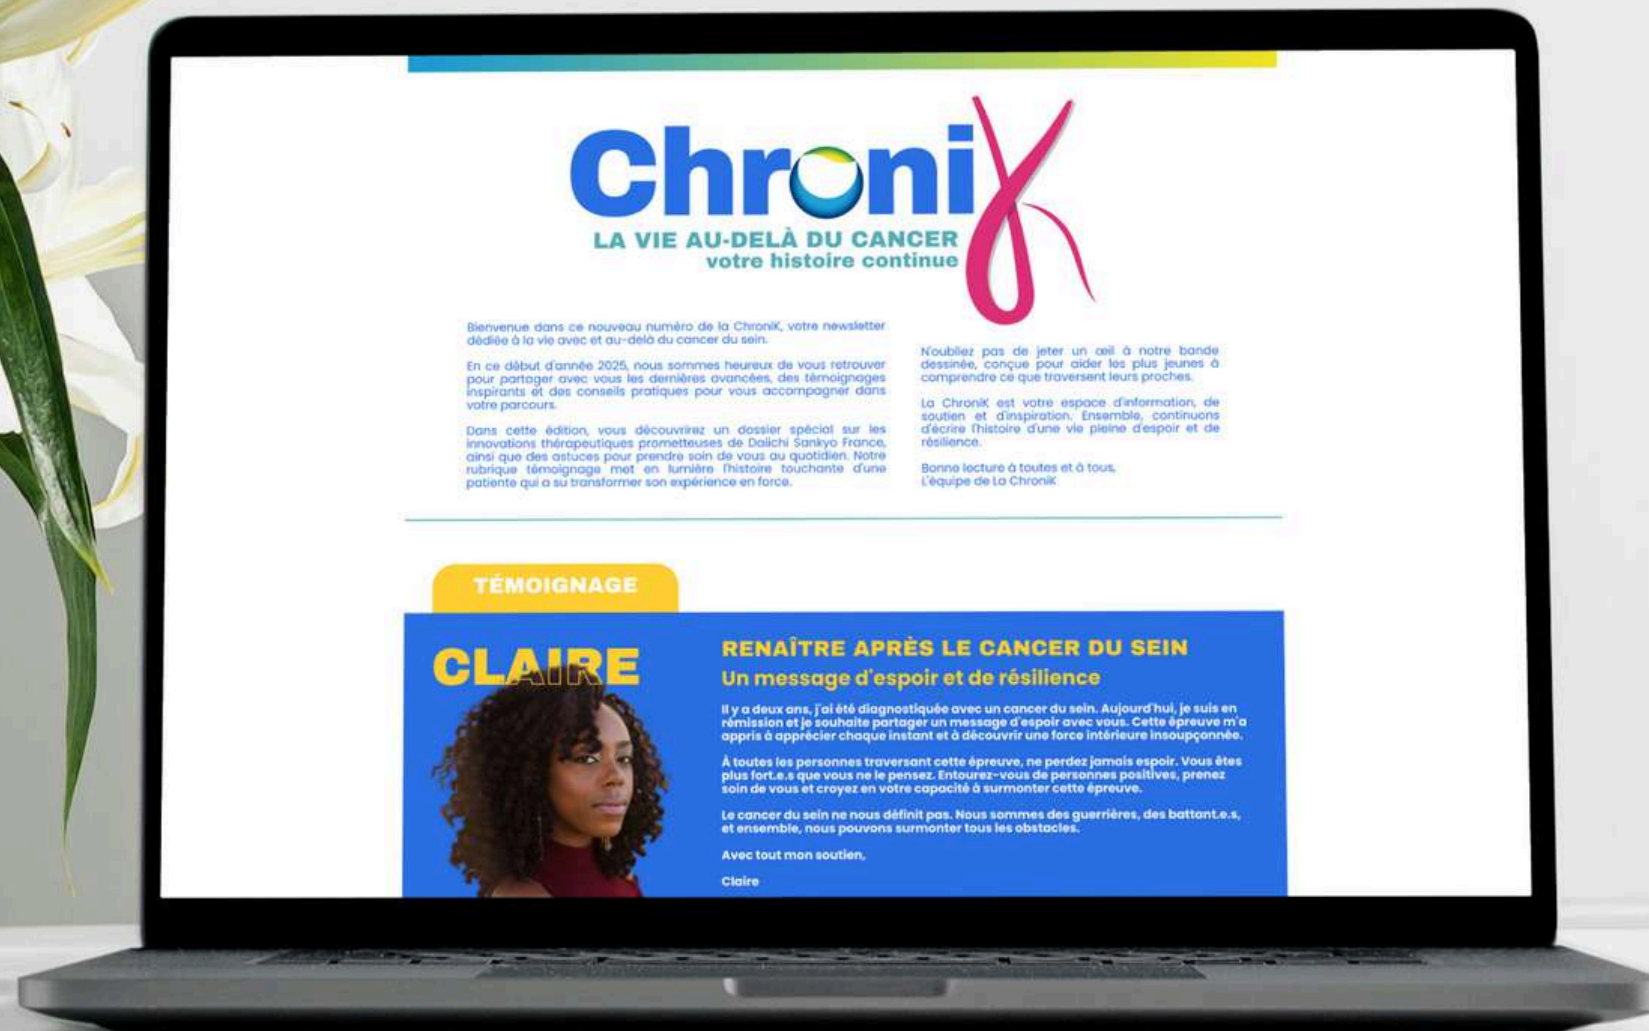 ChroniK
LA VIE AU-DELÀ DU CANCER
votre histoire continue
Bienvenue dans ce nouveau numéro de la ChroniK, votre newsletter
dédiée à la vie avec et au-delà du cancer du sein.
En ce début d'année 2025, nous sommes heureux de vous retrouver
pour partager avec vous les dernières avancées, des témoignages
inspirants et des conseils pratiques pour vous accompagner dans
votre parcours.
Dans cette édition, vous découvrirez un dossier spécial sur les
innovations thérapeutiques prometteuses de Daiichi Sankyo France,
ainsi que des astuces pour prendre soin de vous au quotidien. Notre
rubrique témoignage met en lumière l'histoire touchante d'une
patiente qui a su transformer son expérience en force.
N'oubliez pas de jeter un œil à notre bande
dessinée, conçue pour aider les plus jeunes à
comprendre ce que traversent leurs proches.
La ChroniK est votre espace d'information, de
soutien et d'inspiration. Ensemble, continuons
d'écrire l'histoire d'une vie pleine d'espoir et de
résilience.
Bonne lecture à toutes et à tous,
L'équipe de La ChroniK
TÉMOIGNAGE
CLAIRE
RENAÎTRE APRÈS LE CANCER DU SEIN
Un message d'espoir et de résilience
Il y a deux ans, j'ai été diagnostiquée avec un cancer du sein. Aujourd'hui, je suis en
rémission et je souhaite partager un message d'espoir avec vous. Cette épreuve m'a
appris à apprécier chaque instant et à découvrir une force intérieure insoupçonnée.
À toutes les personnes traversant cette épreuve, ne perdez jamais espoir. Vous êtes
plus fort.e.s que vous ne le pensez. Entourez-vous de personnes positives, prenez
soin de vous et croyez en votre capacité à surmonter cette épreuve.
Le cancer du sein ne nous définit pas. Nous sommes des guerrières, des battant.e.s,
et ensemble, nous pouvons surmonter tous les obstacles.
Avec tout mon soutien,
Claire